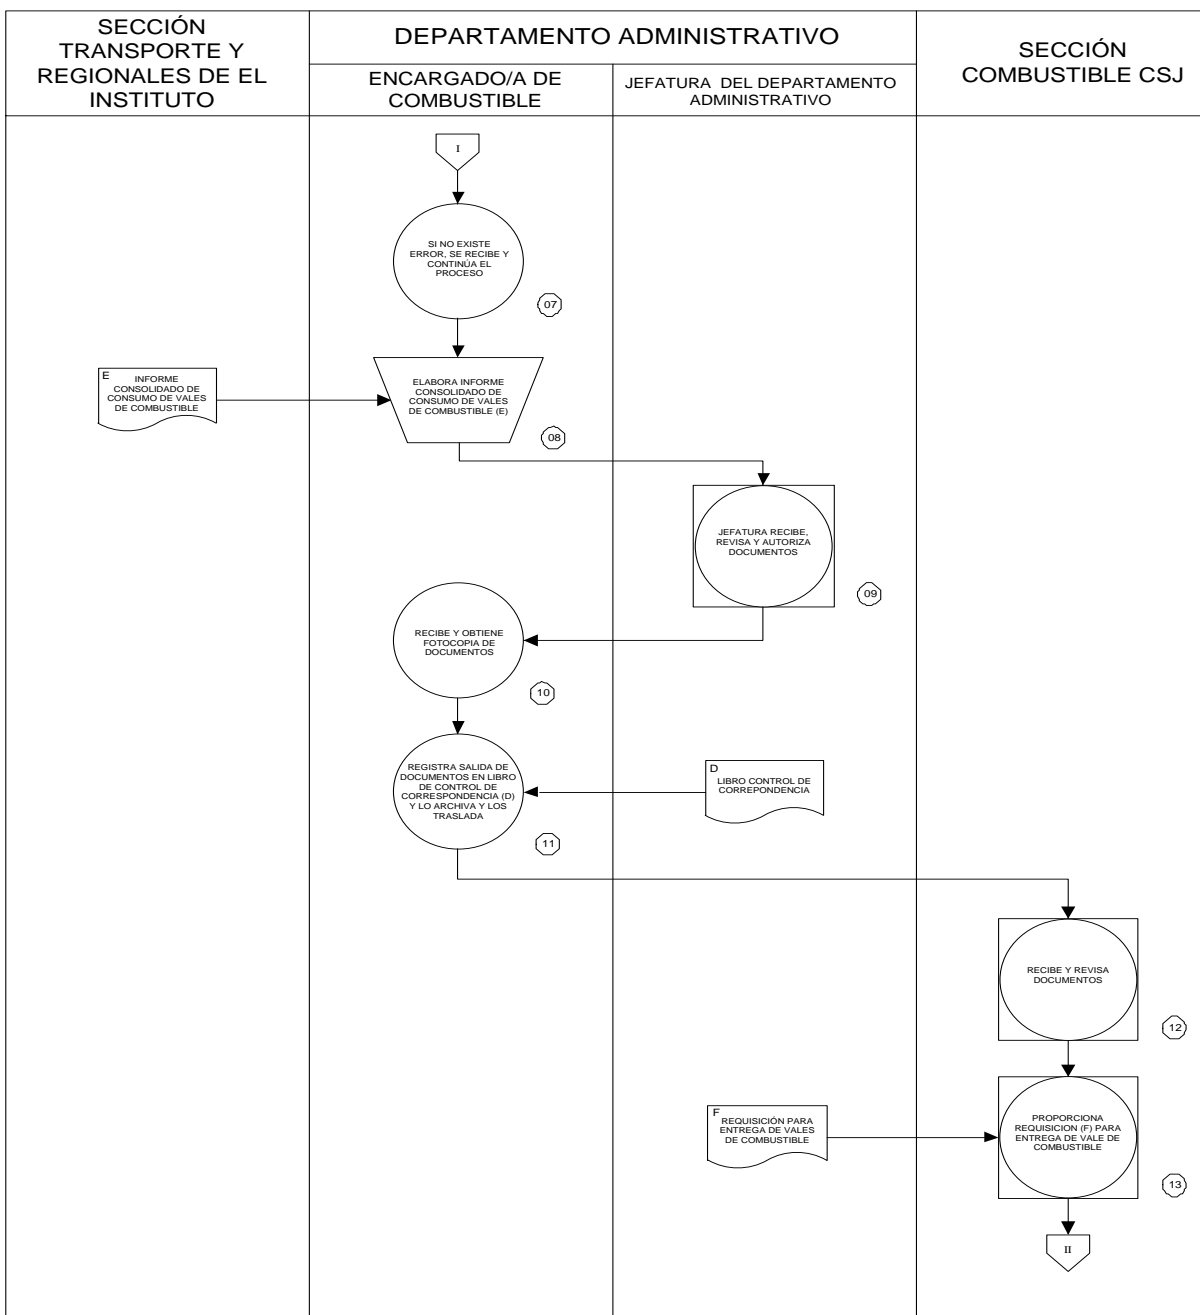 SECCIÓN
TRANSPORTE Y
REGIONALES DE EL
INSTITUTO
DEPARTAMENTO ADMINISTRATIVO
ENCARGADO/A DE
COMBUSTIBLE
JEFATURA DEL DEPARTAMENTO
ADMINISTRATIVO
SECCIÓN
COMBUSTIBLE CSJ
I
SI NO EXISTE
ERROR, SE RECIBE Y
CONTINÚA EL
PROCESO
07
E
INFORME
CONSOLIDADO DE
CONSUMO DE VALES
DE COMBUSTIBLE
ELABORA INFORME
CONSOLIDADO DE
CONSUMO DE VALES
DE COMBUSTIBLE (E)
08
JEFATURA RECIBE,
REVISA Y AUTORIZA
DOCUMENTOS
09
RECIBE Y OBTIENE
FOTOCOPIA DE
DOCUMENTOS
10
REGISTRA SALIDA DE
DOCUMENTOS EN LIBRO
DE CONTROL DE
CORRESPONDENCIA (D)
Y LO ARCHIVA Y LOS
TRASLADA
11
D
LIBRO CONTROL DE
CORREPONDENCIA
RECIBE Y REVISA
DOCUMENTOS
12
F
REQUISICIÓN PARA
ENTREGA DE VALES
DE COMBUSTIBLE
PROPORCIONA
REQUISICION (F) PARA
ENTREGA DE VALE DE
COMBUSTIBLE
13
II